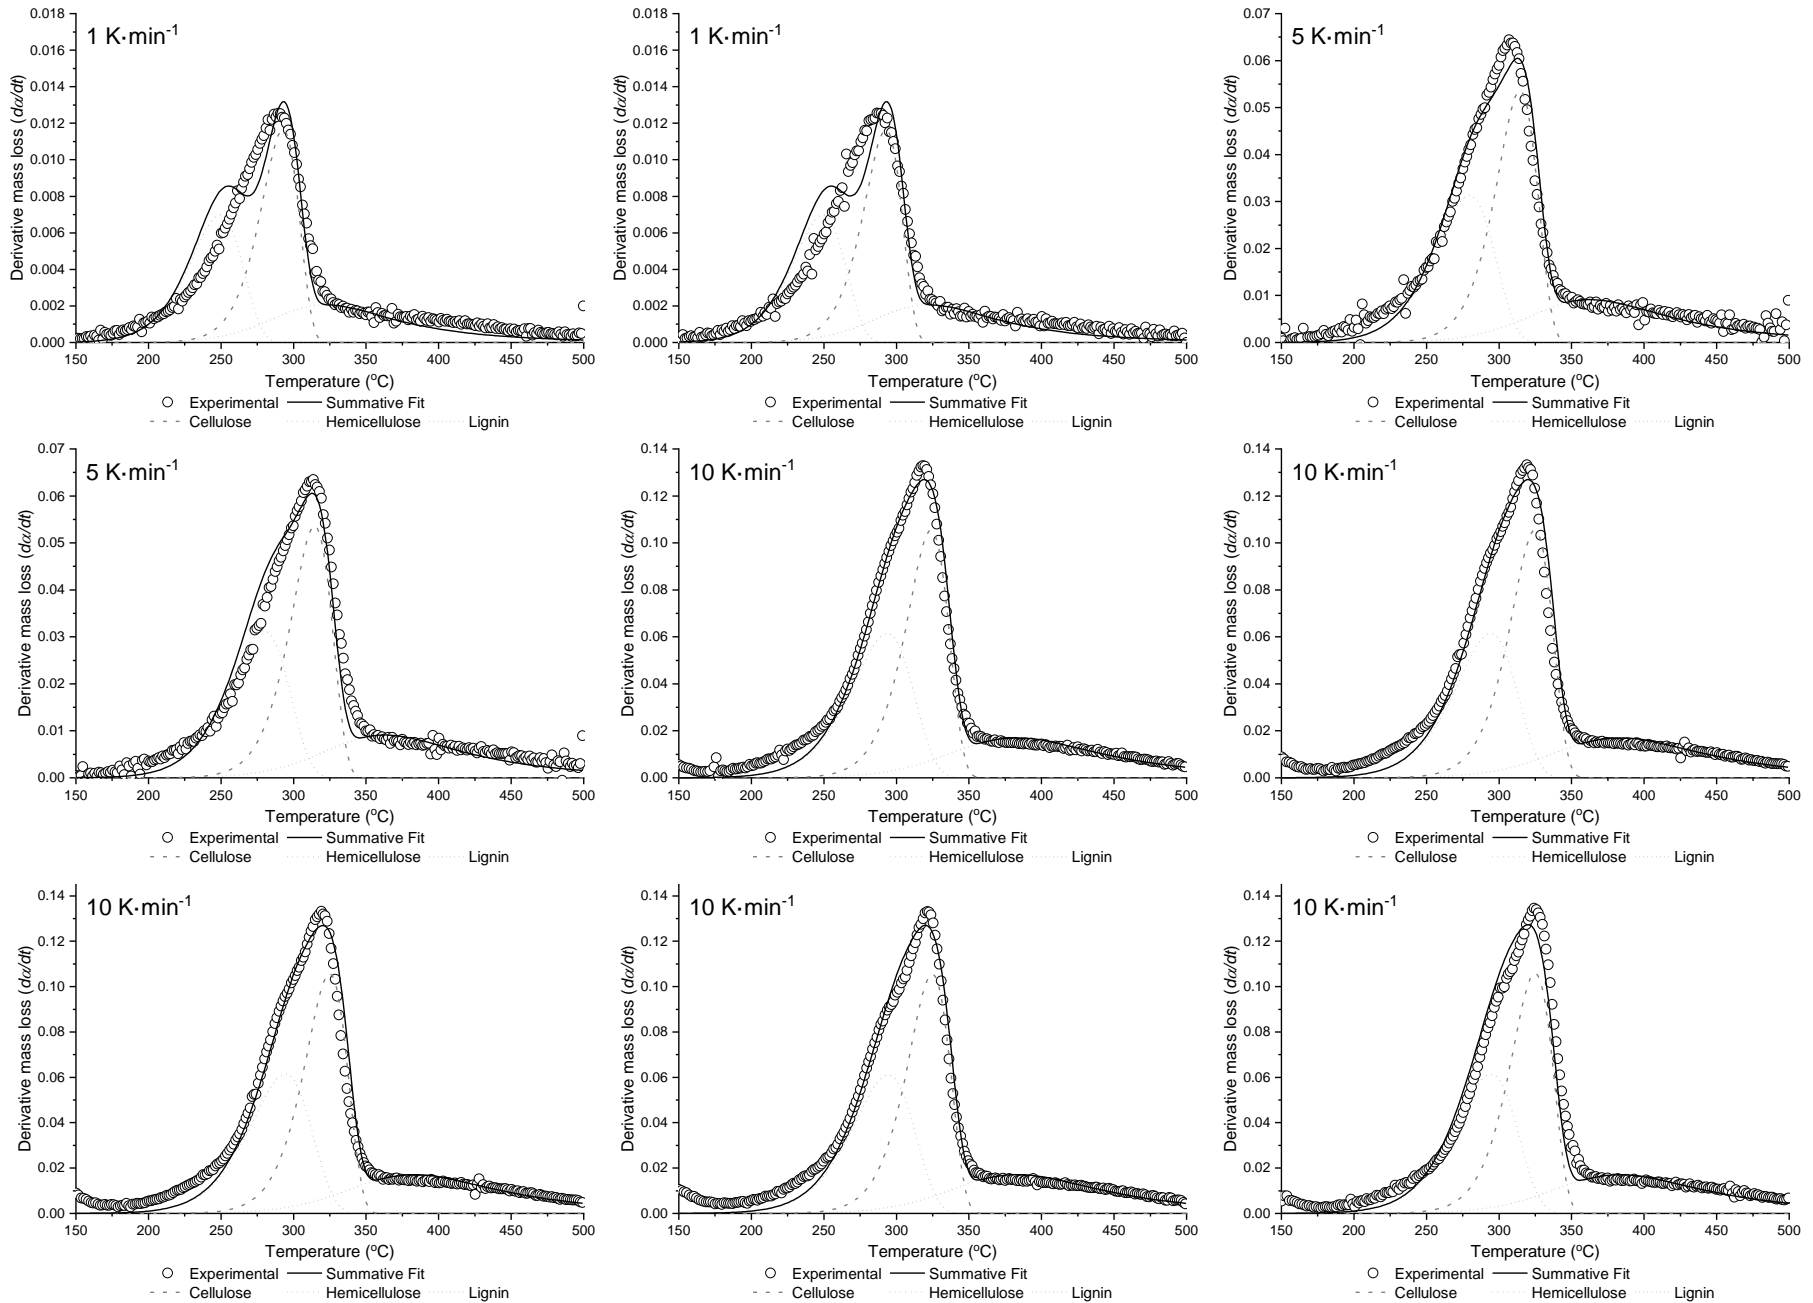 1 K·min⁻¹
Derivative mass loss (dα/dt)
0.018
0.016
0.014
0.012
0.010
0.008
0.006
0.004
0.002
0.000
150 200 250 300 350 400 450 500
Temperature (°C)
Experimental Summative Fit
Cellulose Hemicellulose Lignin
1 K·min⁻¹
Derivative mass loss (dα/dt)
0.018
0.016
0.014
0.012
0.010
0.008
0.006
0.004
0.002
0.000
150 200 250 300 350 400 450 500
Temperature (°C)
Experimental Summative Fit
Cellulose Hemicellulose Lignin
5 K·min⁻¹
Derivative mass loss (dα/dt)
0.07
0.06
0.05
0.04
0.03
0.02
0.01
0.00
150 200 250 300 350 400 450 500
Temperature (°C)
Experimental Summative Fit
Cellulose Hemicellulose Lignin
5 K·min⁻¹
Derivative mass loss (dα/dt)
0.07
0.06
0.05
0.04
0.03
0.02
0.01
0.00
150 200 250 300 350 400 450 500
Temperature (°C)
Experimental Summative Fit
Cellulose Hemicellulose Lignin
10 K·min⁻¹
Derivative mass loss (dα/dt)
0.14
0.12
0.10
0.08
0.06
0.04
0.02
0.00
150 200 250 300 350 400 450 500
Temperature (°C)
Experimental Summative Fit
Cellulose Hemicellulose Lignin
10 K·min⁻¹
Derivative mass loss (dα/dt)
0.14
0.12
0.10
0.08
0.06
0.04
0.02
0.00
150 200 250 300 350 400 450 500
Temperature (°C)
Experimental Summative Fit
Cellulose Hemicellulose Lignin
10 K·min⁻¹
Derivative mass loss (dα/dt)
0.14
0.12
0.10
0.08
0.06
0.04
0.02
0.00
150 200 250 300 350 400 450 500
Temperature (°C)
Experimental Summative Fit
Cellulose Hemicellulose Lignin
10 K·min⁻¹
Derivative mass loss (dα/dt)
0.14
0.12
0.10
0.08
0.06
0.04
0.02
0.00
150 200 250 300 350 400 450 500
Temperature (°C)
Experimental Summative Fit
Cellulose Hemicellulose Lignin
10 K·min⁻¹
Derivative mass loss (dα/dt)
0.14
0.12
0.10
0.08
0.06
0.04
0.02
0.00
150 200 250 300 350 400 450 500
Temperature (°C)
Experimental Summative Fit
Cellulose Hemicellulose Lignin